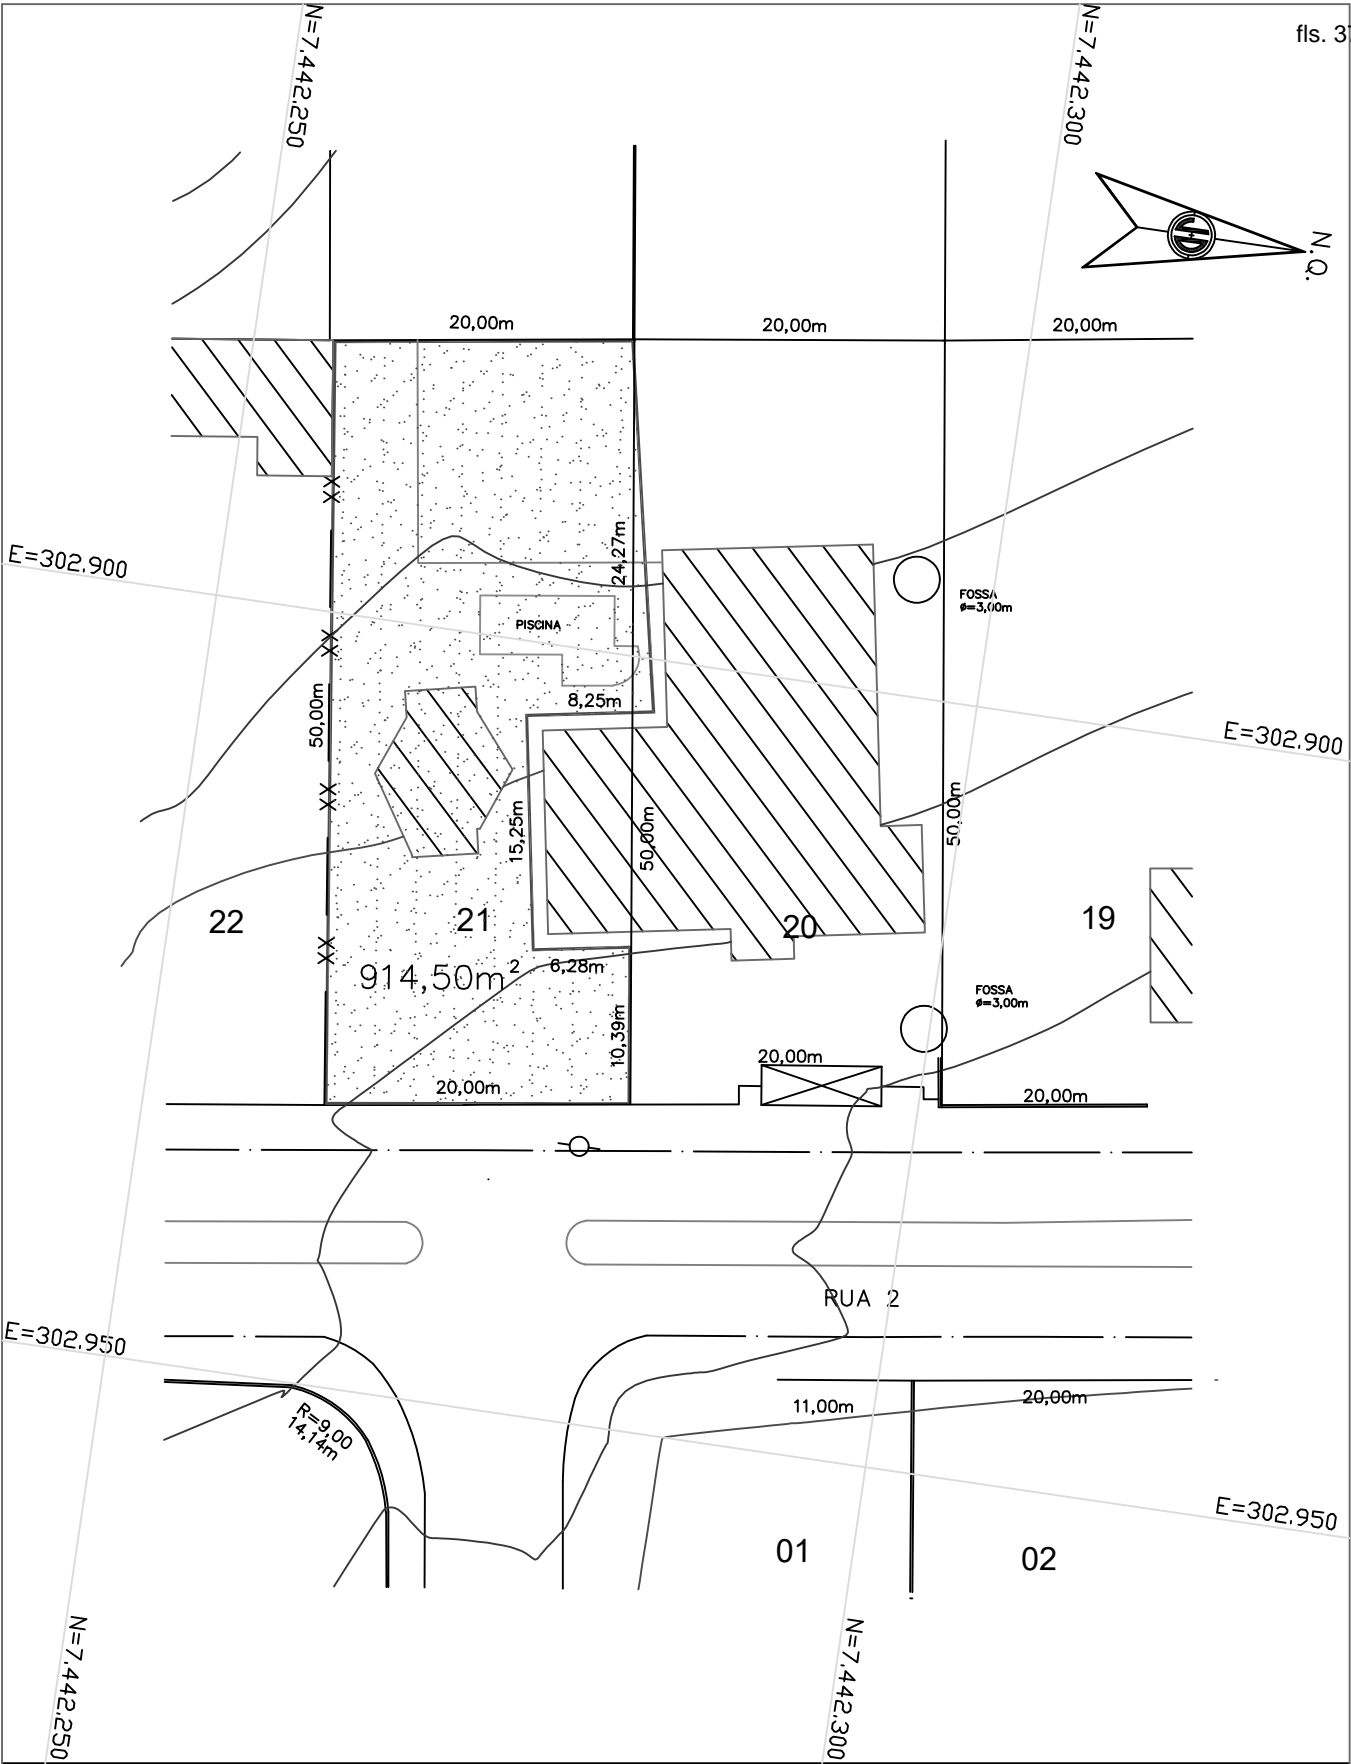 fls. 37
N=7.442.250
N=7.442.300
N.Q.
20,00m
20,00m
20,00m
24,27m
E=302.900
FOSSA
ø=3,00m
PISCINA
8,25m
50,00m
E=302.900
15,25m
50,00m
50,00m
22
21
20
19
914,50m²
6,28m
FOSSA
ø=3,00m
10,39m
20,00m
20,00m
20,00m
RUA 2
E=302.950
R=9,00
14,14m
11,00m
20,00m
E=302.950
01
02
N=7.442.250
N=7.442.300